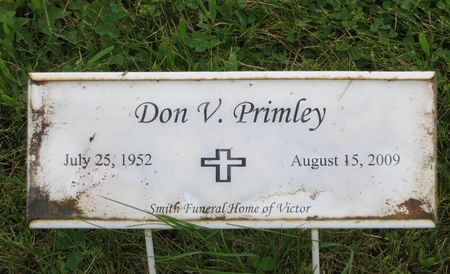 Don V. Primley
July 25, 1952 August 15, 2009
Smith Funeral Home of Victor